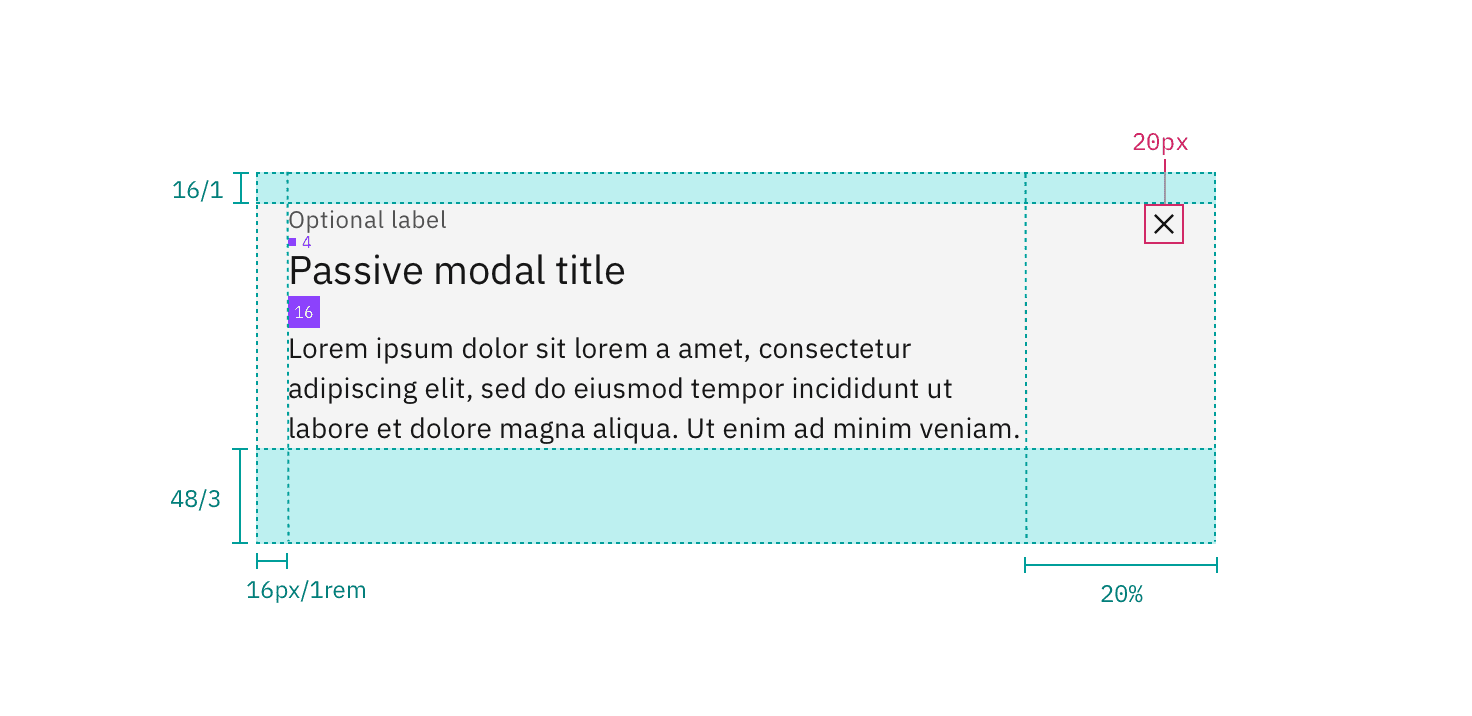 20px
16/1
Optional label
4
Passive modal title
16
Lorem ipsum dolor sit lorem a amet, consectetur
adipiscing elit, sed do eiusmod tempor incididunt ut
labore et dolore magna aliqua. Ut enim ad minim veniam.
48/3
16px/1rem
20%